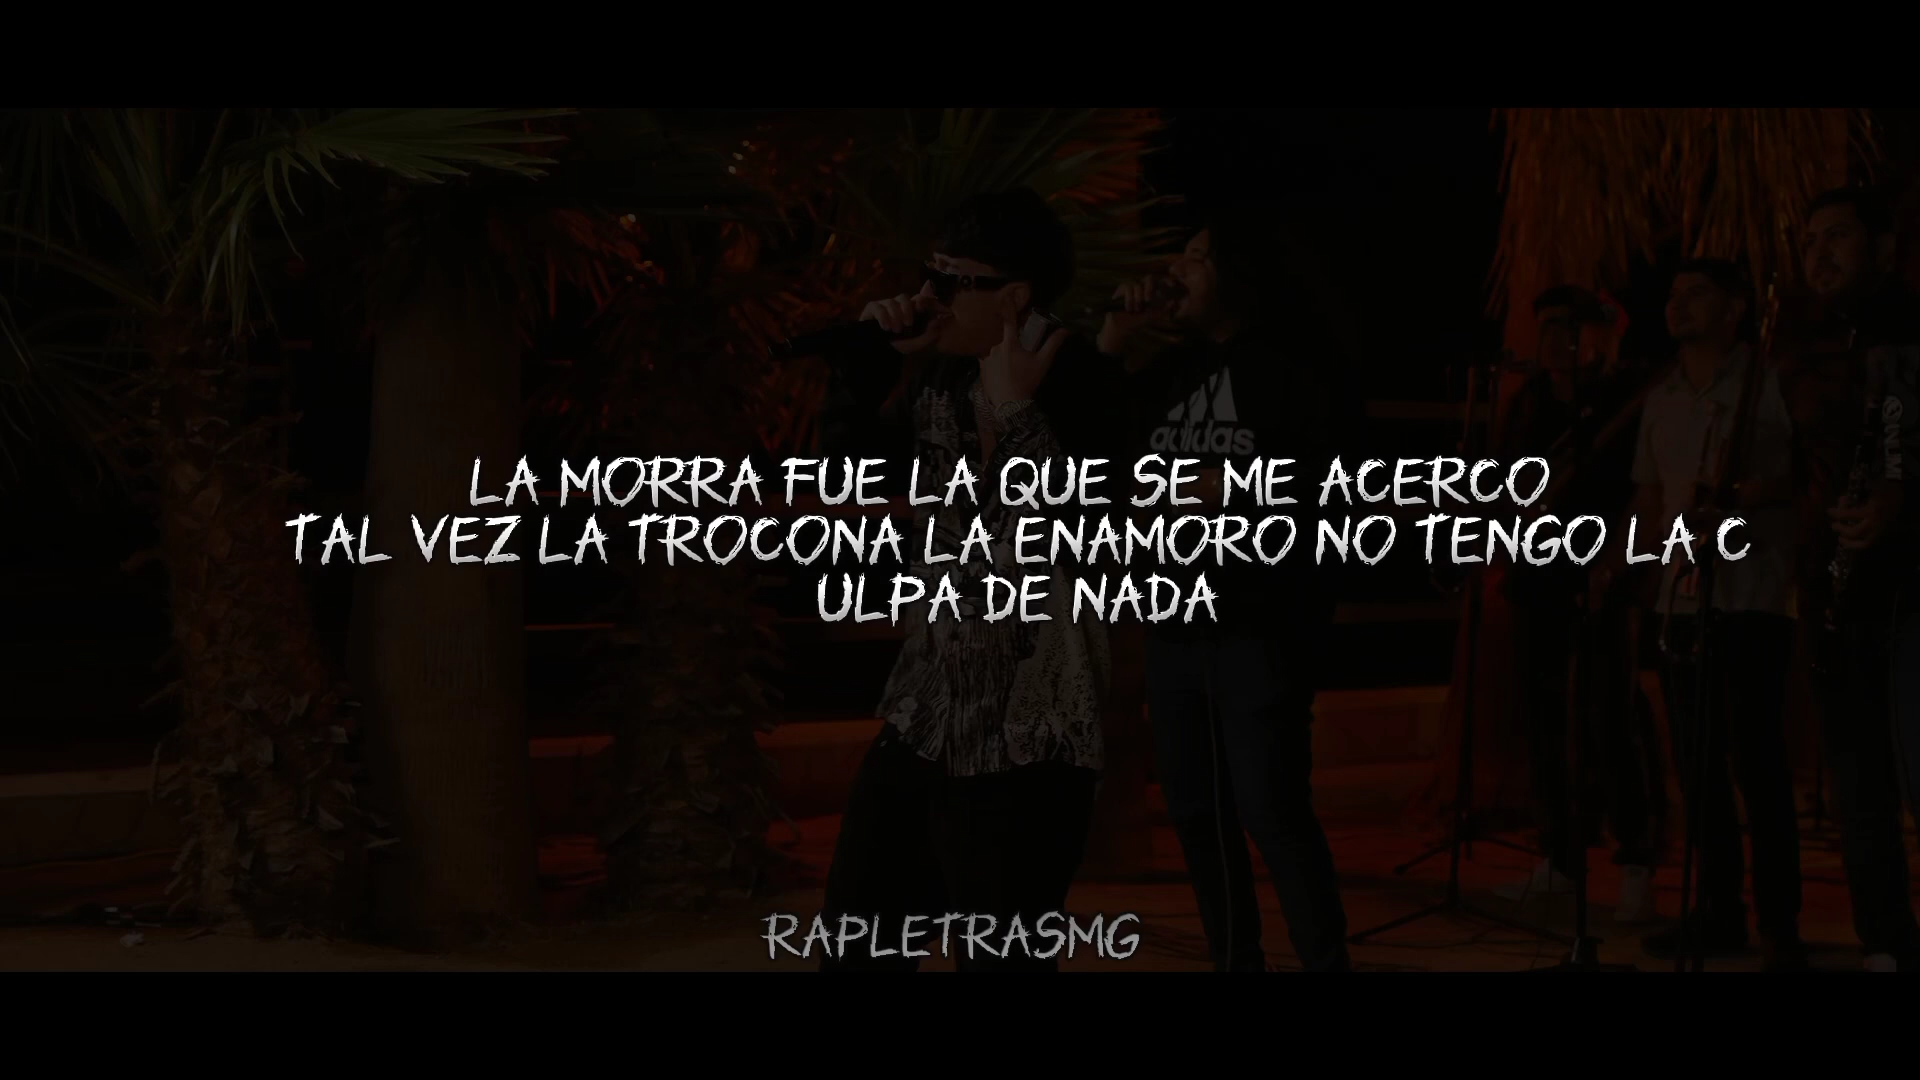 adidas
LA MORRA FUE LA QUE SE ME ACERCO
TAL VEZ LA TROCONA LA ENAMORO NO TENGO LA C
ULPA DE NADA
RAPLETRASMG